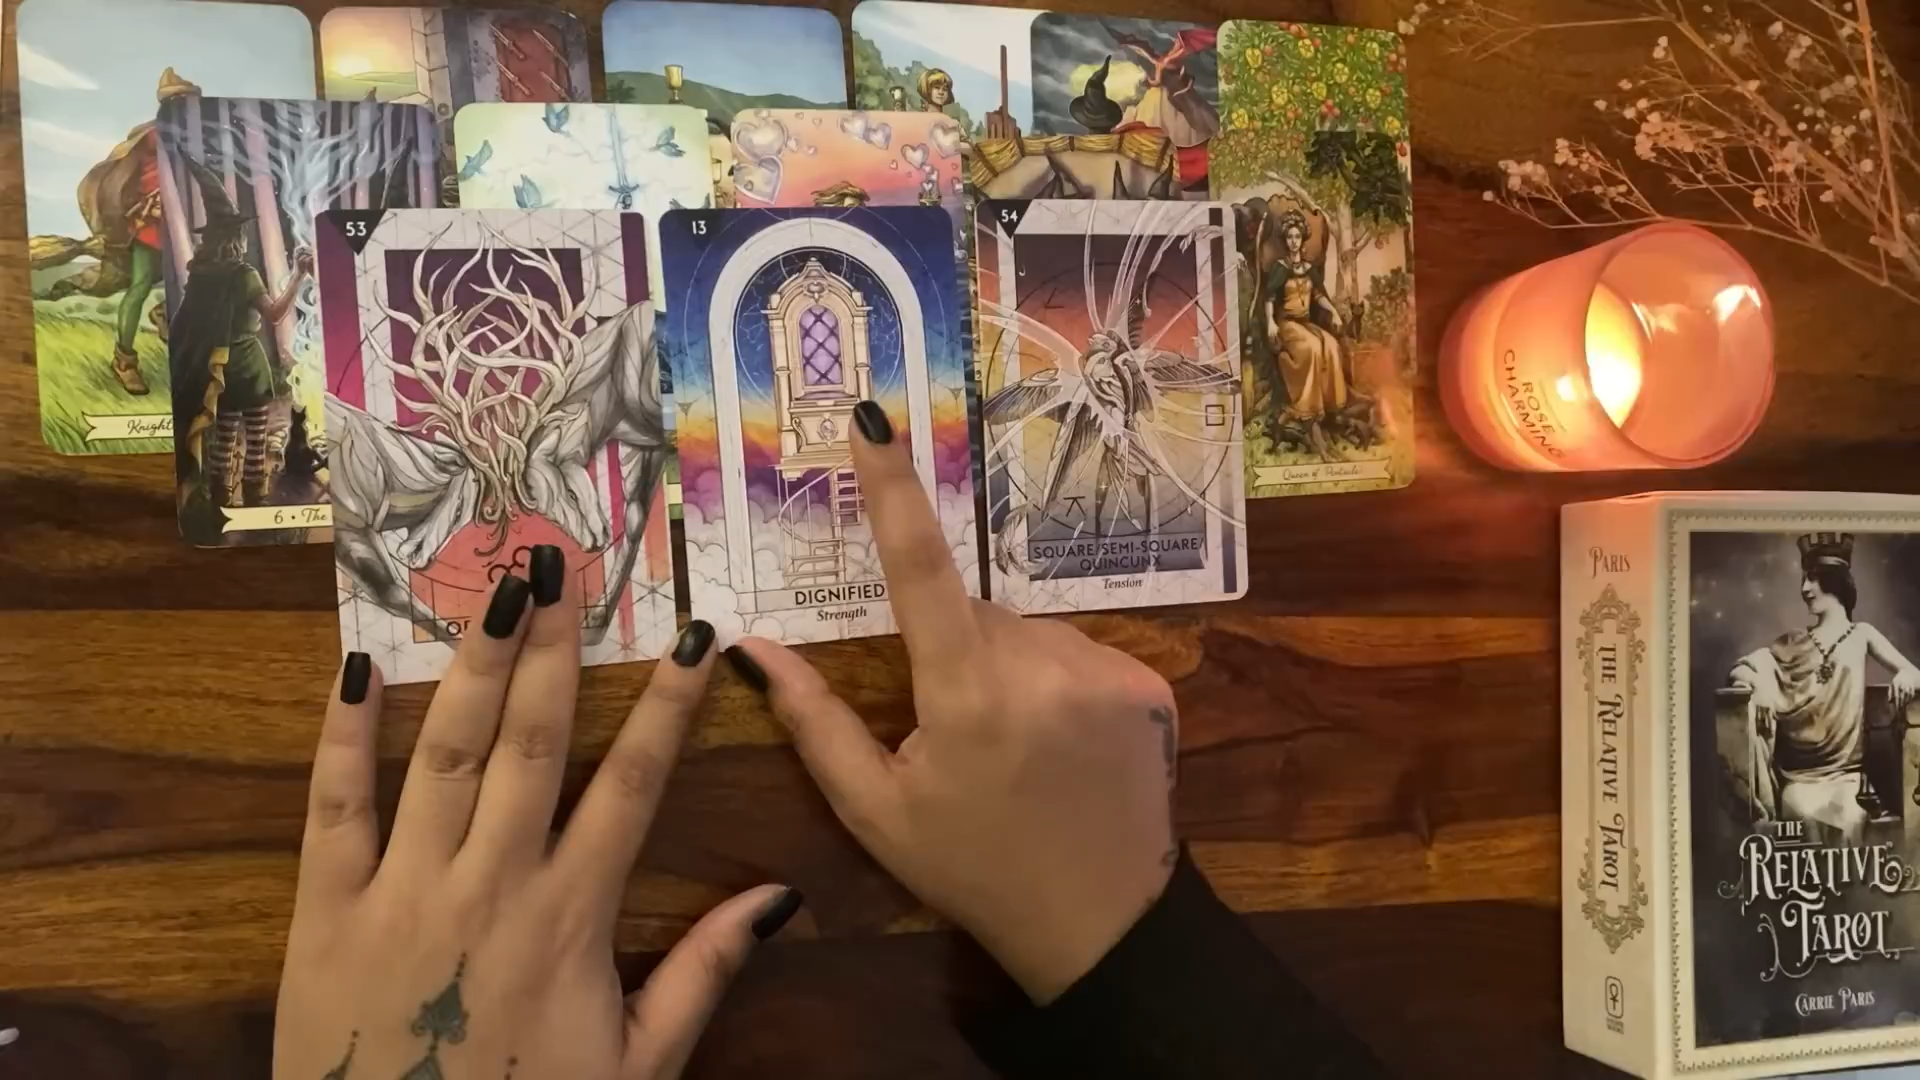 53
13
54
Knight
6 • The
DIGNIFIED
Strength
SQUARE/SEMI-SQUARE/
QUINCUNX
Tension
Queen of Pentacles
ROSE
CHARMING
PARIS
THE RELATIVE TAROT
THE
RELATIVE
TAROT
CARRIE PARIS